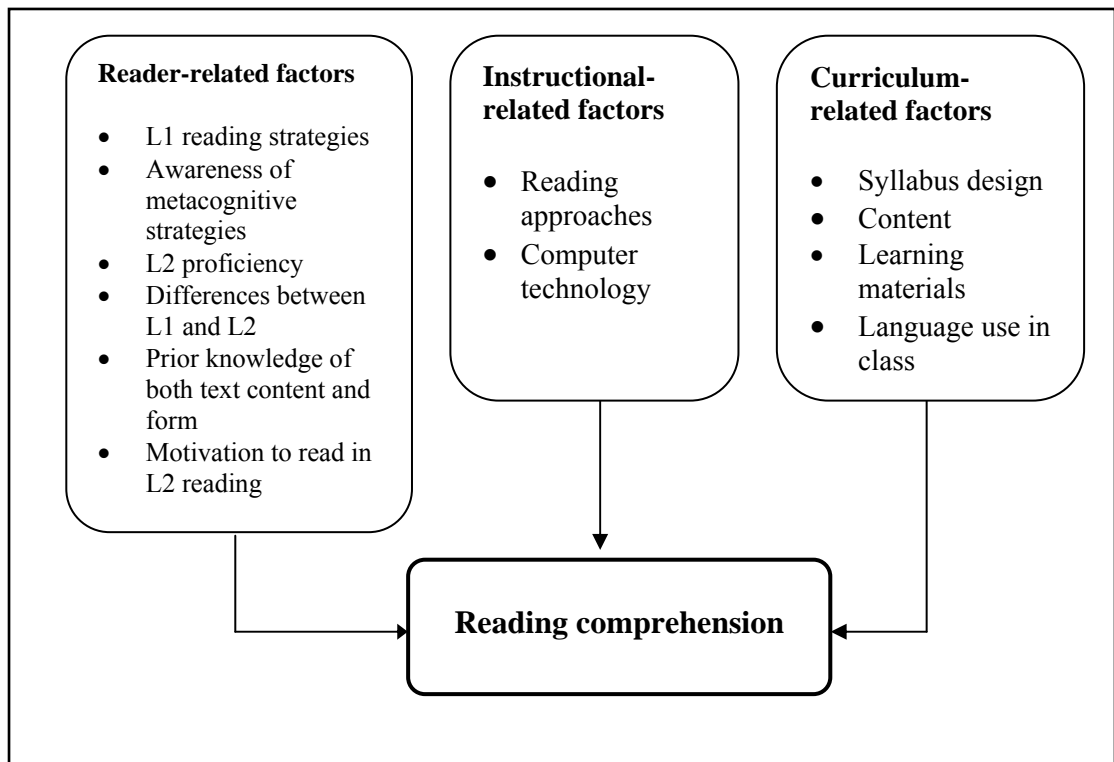 Reader-related factors
• L1 reading strategies
• Awareness of
metacognitive
strategies
• L2 proficiency
• Differences between
L1 and L2
• Prior knowledge of
both text content and
form
• Motivation to read in
L2 reading
Instructional-
related factors
• Reading
approaches
• Computer
technology
Curriculum-
related factors
• Syllabus design
• Content
• Learning
materials
• Language use in
class
Reading comprehension